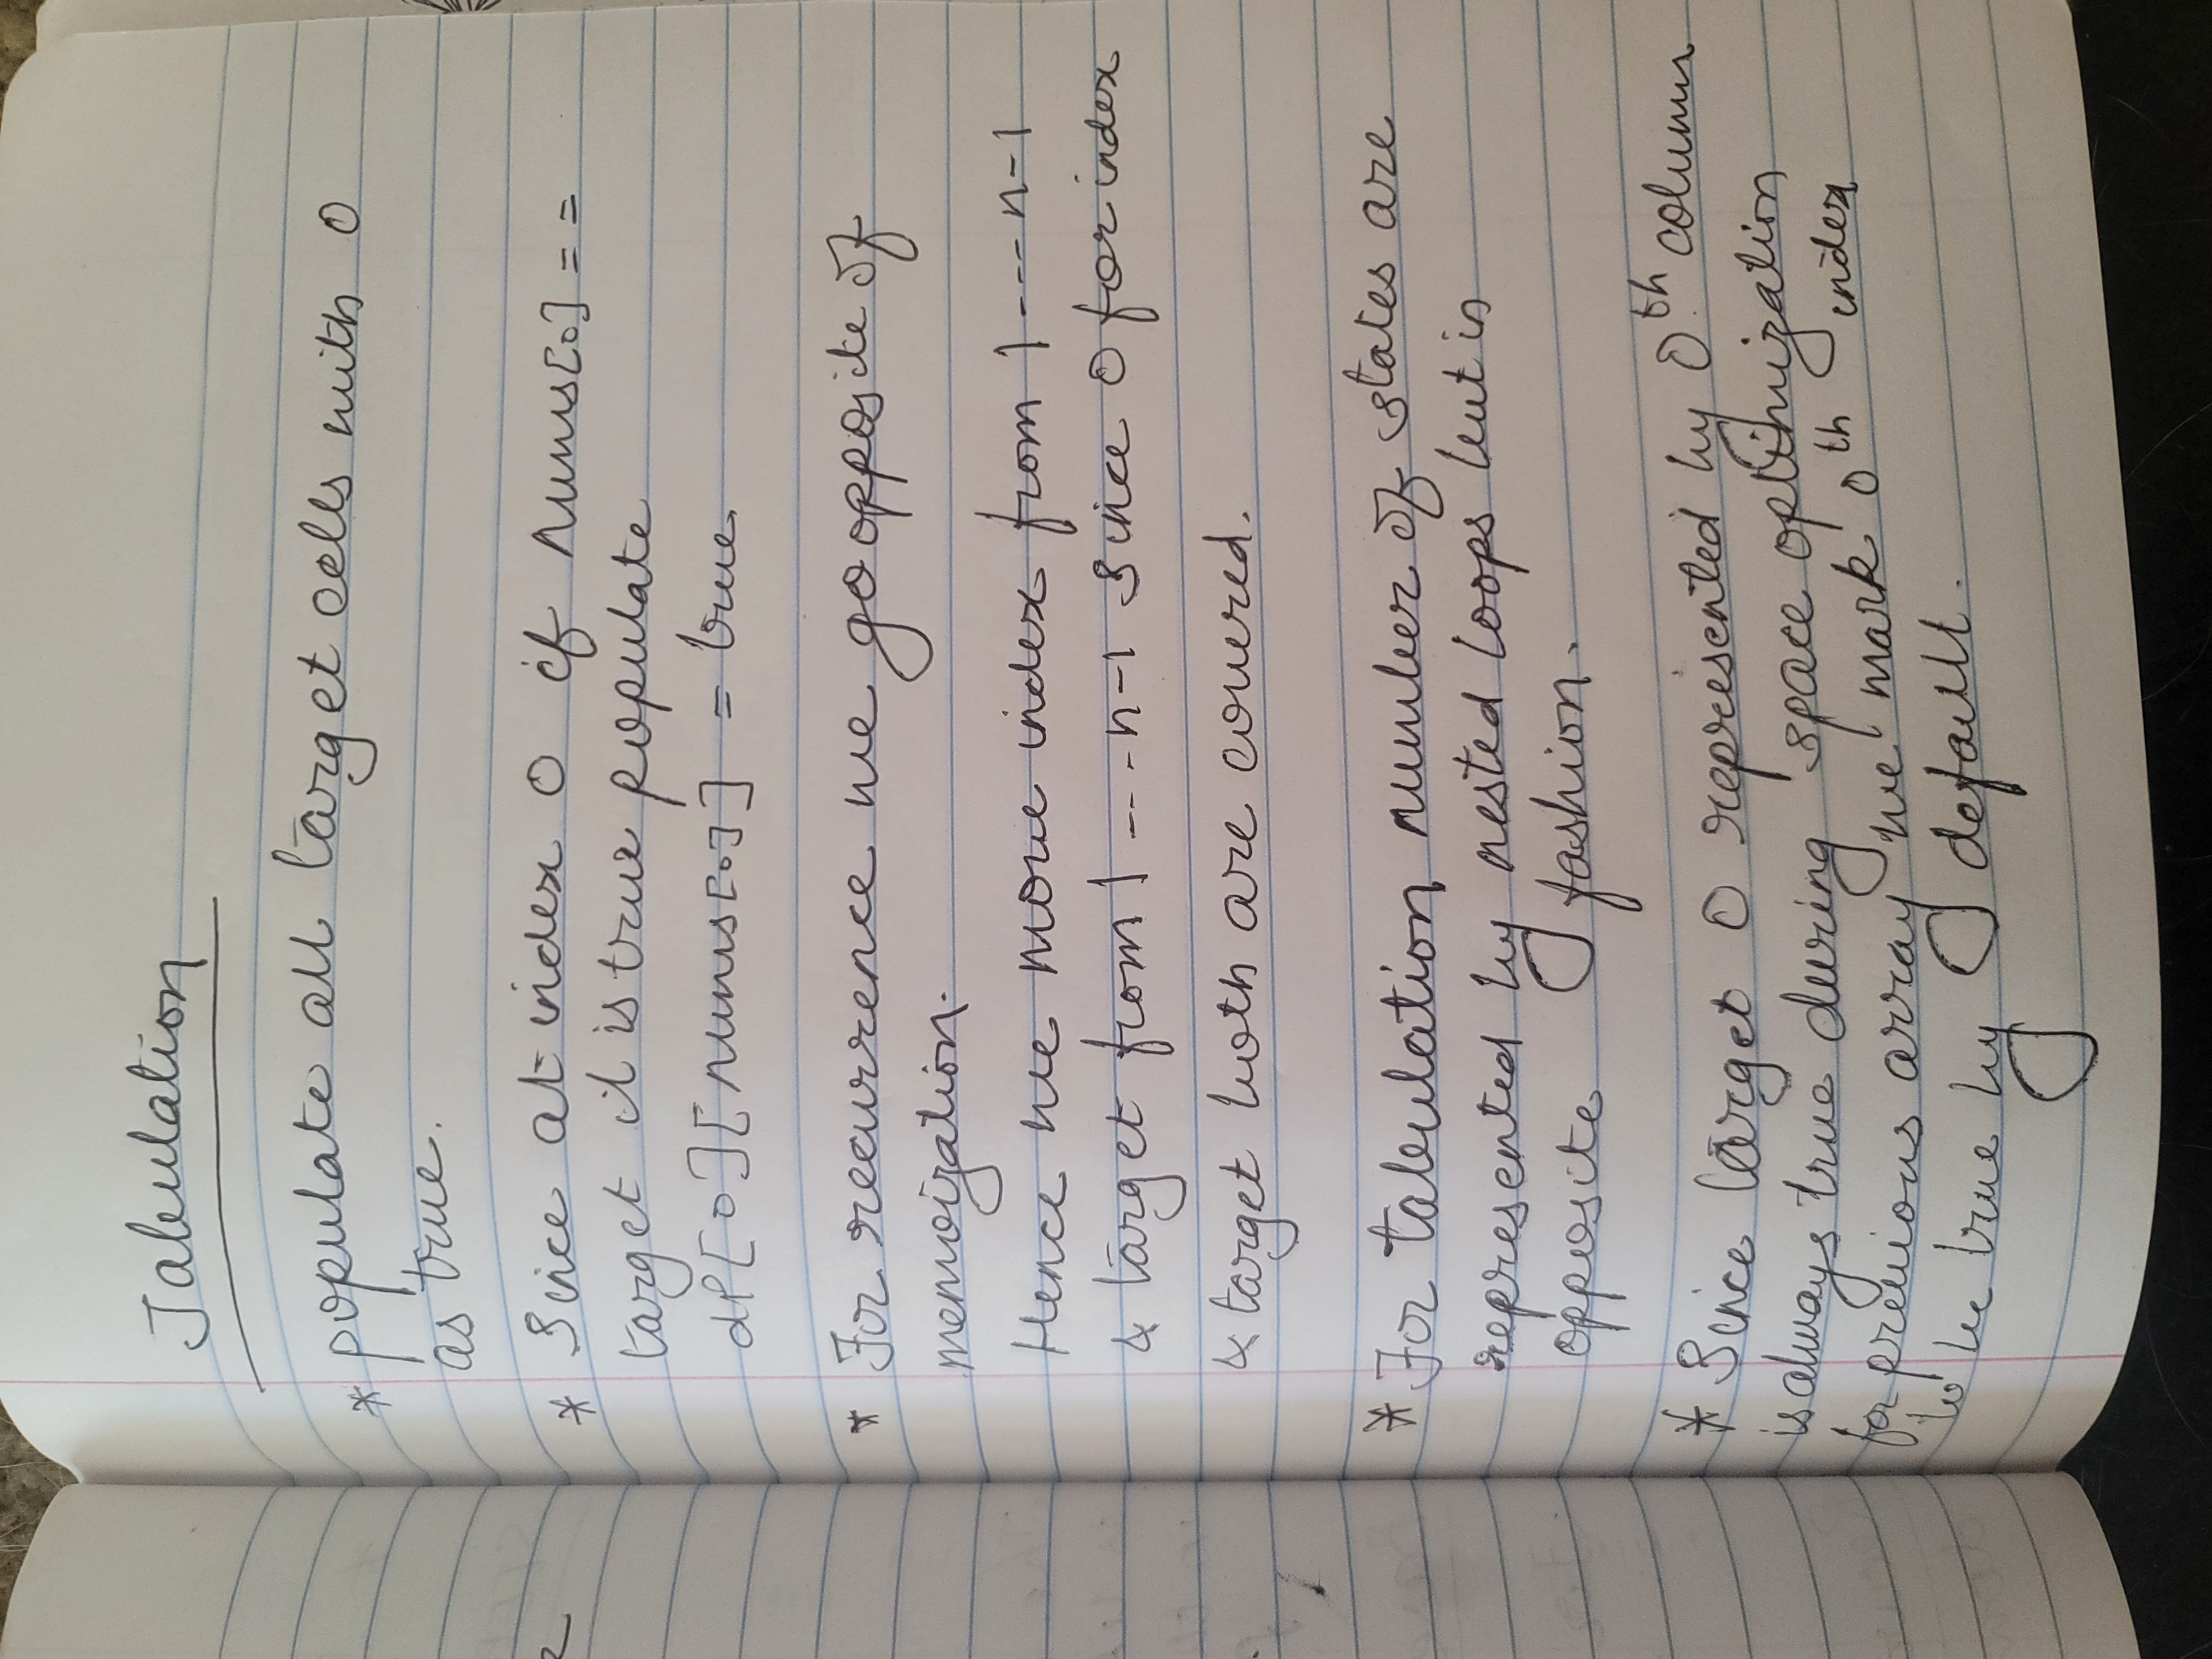 Tabulation
* populate all target cells with 0
as true.
* Since at index 0 if nums[0] = =
target it is true populate
dp[0][nums[0]] = true
* For recurrence we go opposite of
memoization.
Hence we move index from 1 --- n-1
& target from 1 --- n-1 since 0 for index
& target both are covered.
* For tabulation number of states are
represented by nested loops but in
opposite fashion.
* Since target 0 represented by 0th column
is always true during space optimization
for previous array we mark 0th index
to be true by default.